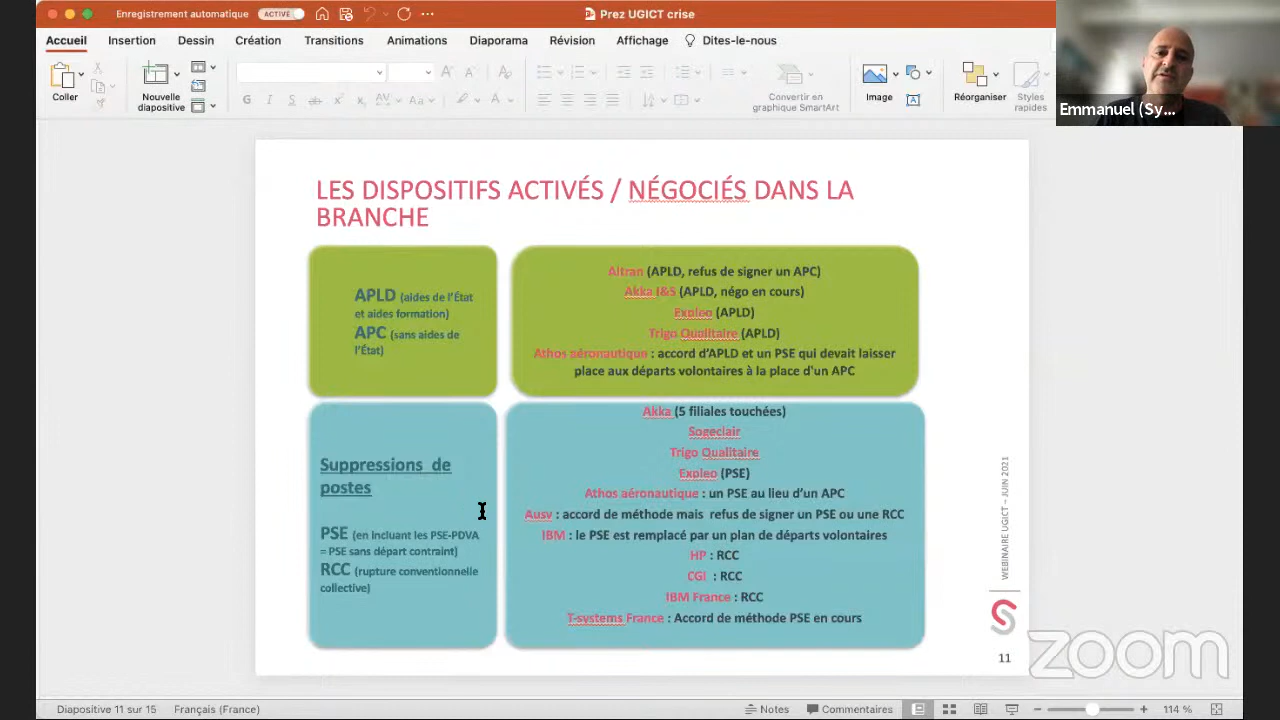 Enregistrement automatique
ACTIVÉ
Prez UGICT crise
Accueil
Insertion
Dessin
Création
Transitions
Animations
Diaporama
Révision
Affichage
Dites-le-nous
Coller
Nouvelle
diapositive
G
I
S
Convertir en
graphique SmartArt
Image
Réorganiser
Styles
rapides
Emmanuel (Sy...
LES DISPOSITIFS ACTIVÉS / NÉGOCIÉS DANS LA
BRANCHE
APLD (aides de l'État
et aides formation)
APC (sans aides de
l'État)
Altran (APLD, refus de signer un APC)
Akka I&S (APLD, négo en cours)
Expleo (APLD)
Trigo Qualitaire (APLD)
Athos aéronautique : accord d'APLD et un PSE qui devait laisser
place aux départs volontaires à la place d'un APC
Suppressions de
postes
PSE (en incluant les PSE-PDVA
= PSE sans départ contraint)
RCC (rupture conventionnelle
collective)
Akka (5 filiales touchées)
Sogeclair
Trigo Qualitaire
Expleo (PSE)
Athos aéronautique : un PSE au lieu d'un APC
Ausy : accord de méthode mais refus de signer un PSE ou une RCC
IBM : le PSE est remplacé par un plan de départs volontaires
HP : RCC
CGI : RCC
IBM France : RCC
T-systems France : Accord de méthode PSE en cours
WEBINAIRE UGICT – JUIN 2021
11
zoom
Diapositive 11 sur 15
Français (France)
Notes
Commentaires
114 %